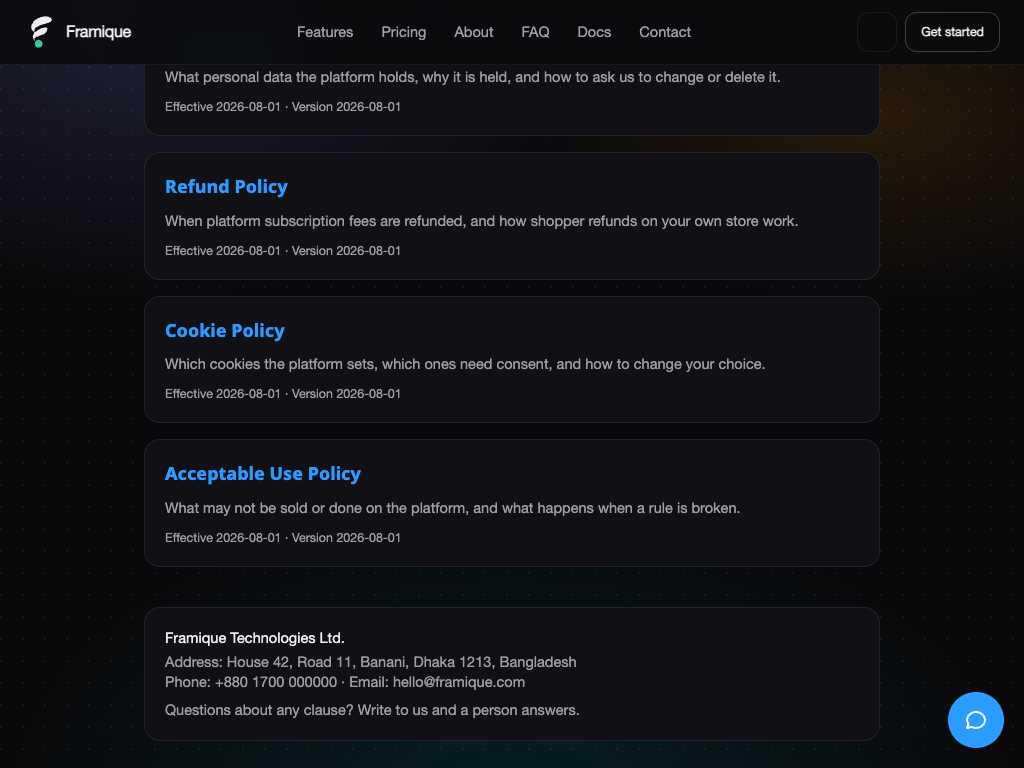 Framique
Features
Pricing
About
FAQ
Docs
Contact
Get started
What personal data the platform holds, why it is held, and how to ask us to change or delete it.
Effective 2026-08-01 · Version 2026-08-01
Refund Policy
When platform subscription fees are refunded, and how shopper refunds on your own store work.
Effective 2026-08-01 · Version 2026-08-01
Cookie Policy
Which cookies the platform sets, which ones need consent, and how to change your choice.
Effective 2026-08-01 · Version 2026-08-01
Acceptable Use Policy
What may not be sold or done on the platform, and what happens when a rule is broken.
Effective 2026-08-01 · Version 2026-08-01
Framique Technologies Ltd.
Address: House 42, Road 11, Banani, Dhaka 1213, Bangladesh
Phone: +880 1700 000000 · Email: hello@framique.com
Questions about any clause? Write to us and a person answers.